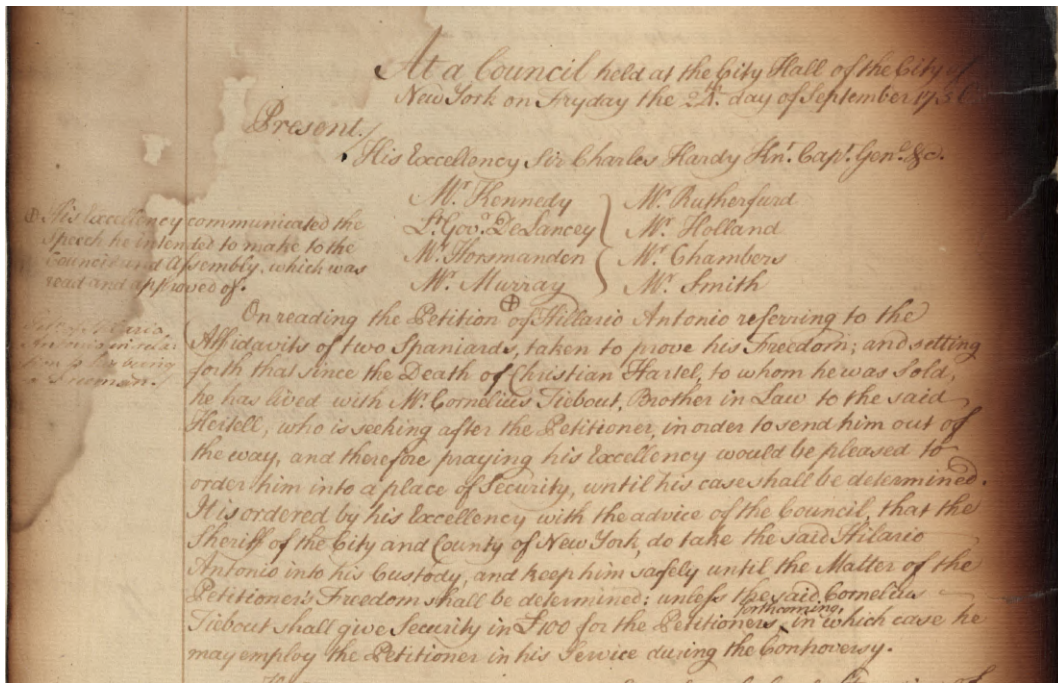 At a Council held at the City Hall of the City of
New York on Fryday the 24th. day of September 175
Present.
His Excellency Sir Charles Hardy Knt. Capt. Genl. &c.
Mr. Kennedy
Lt. Govr. De Lancey
Mr. Horsmanden
Mr. Murray
Mr. Rutherfurd
Mr. Holland
Mr. Chambers
Mr. Smith
⊕ His Excellency communicated the
Speech he intended to make to the
Council and Assembly, which was
read and approved of.
On reading the Petition ⊕ of Hillario Antonio referring to the
Affidavits of two Spaniards, taken to prove his Freedom; and setting
forth that since the Death of Christian Hartel, to whom he was Sold,
he has lived with Mr. Cornelius Tiebout, Brother in Law to the said
Hertell, who is seeking after the Petitioner, in order to send him out of
the way, and therefore praying his Excellency would be pleased to
order him into a place of Security, until his case shall be determined.
It is ordered by his Excellency with the advice of the Council, that the
Sheriff of the City and County of New York, do take the said Hilario
Antonio into his Custody, and keep him safely until the Matter of the
Petitioner's Freedom shall be determined: unless the said Cornelius
Tiebout shall give Security in £100 for the Petitioners forthcoming, in which case he
may employ the Petitioner in his Service during the Controversy.
being
a Freeman.